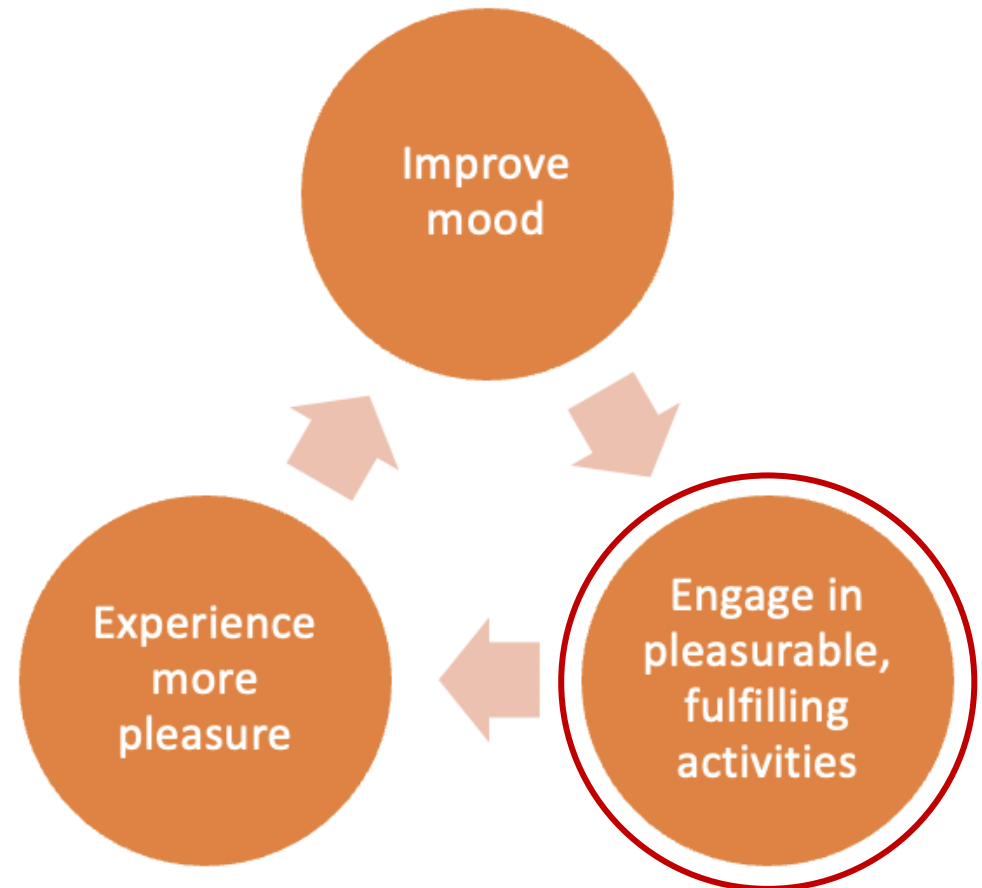 Improve
mood
Engage in
pleasurable,
fulfilling
activities
Experience
more
pleasure